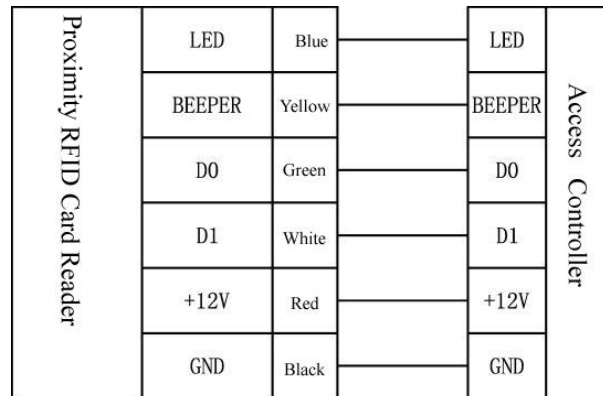 Proximity RFID Card Reader
LED Blue LED
BEEPER Yellow BEEPER
D0 Green D0
D1 White D1
+12V Red +12V
GND Black GND
Access Controller